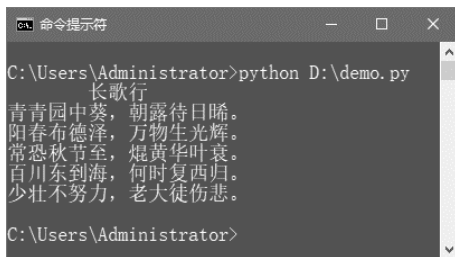 命令提示符
C:\Users\Administrator>python D:\demo.py
长歌行
青青园中葵，朝露待日晞。
阳春布德泽，万物生光辉。
常恐秋节至，焜黄华叶衰。
百川东到海，何时复西归。
少壮不努力，老大徒伤悲。
C:\Users\Administrator>